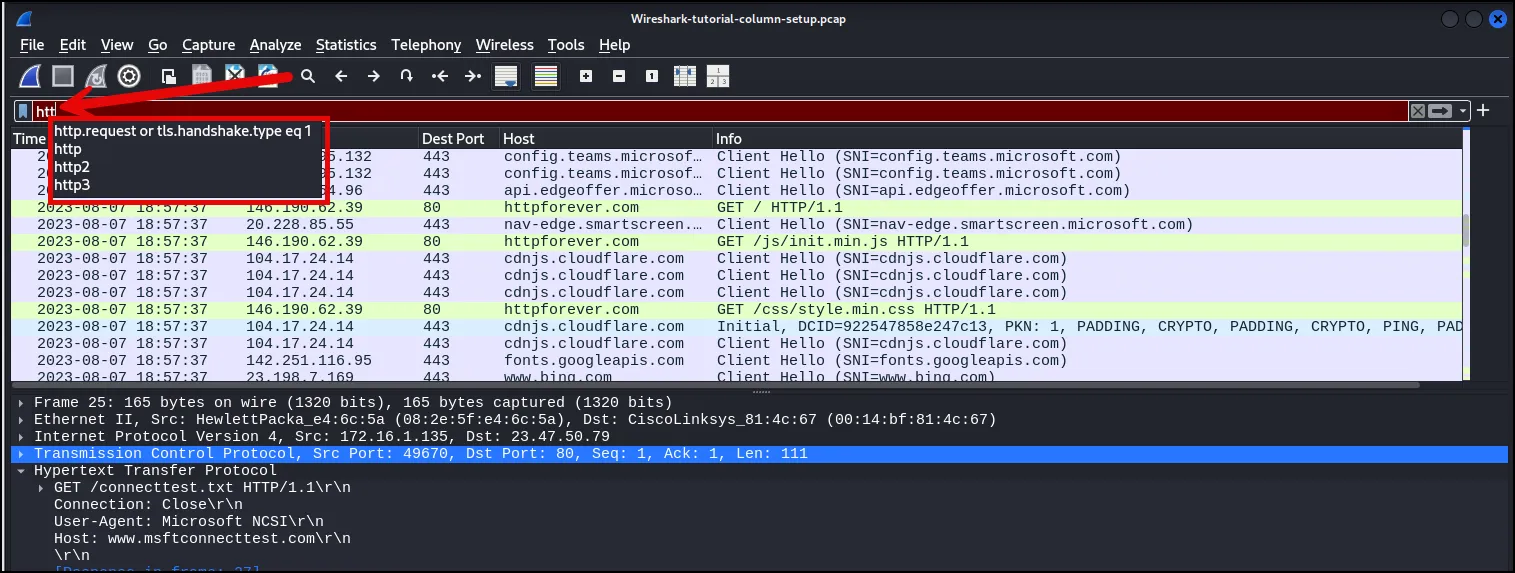 Wireshark-tutorial-column-setup.pcap
File Edit View Go Capture Analyze Statistics Telephony Wireless Tools Help
htt
http.request or tls.handshake.type eq 1
http
http2
http3
Time Dest Port Host Info
20 5.132 443 config.teams.microsof… Client Hello (SNI=config.teams.microsoft.com)
20 5.132 443 config.teams.microsof… Client Hello (SNI=config.teams.microsoft.com)
20 4.96 443 api.edgeoffer.microso… Client Hello (SNI=api.edgeoffer.microsoft.com)
2023-08-07 18:57:37 146.190.62.39 80 httpforever.com GET / HTTP/1.1
2023-08-07 18:57:37 20.228.85.55 443 nav-edge.smartscreen.… Client Hello (SNI=nav-edge.smartscreen.microsoft.com)
2023-08-07 18:57:37 146.190.62.39 80 httpforever.com GET /js/init.min.js HTTP/1.1
2023-08-07 18:57:37 104.17.24.14 443 cdnjs.cloudflare.com Client Hello (SNI=cdnjs.cloudflare.com)
2023-08-07 18:57:37 104.17.24.14 443 cdnjs.cloudflare.com Client Hello (SNI=cdnjs.cloudflare.com)
2023-08-07 18:57:37 104.17.24.14 443 cdnjs.cloudflare.com Client Hello (SNI=cdnjs.cloudflare.com)
2023-08-07 18:57:37 146.190.62.39 80 httpforever.com GET /css/style.min.css HTTP/1.1
2023-08-07 18:57:37 104.17.24.14 443 cdnjs.cloudflare.com Initial, DCID=922547858e247c13, PKN: 1, PADDING, CRYPTO, PADDING, CRYPTO, PING, PAD
2023-08-07 18:57:37 104.17.24.14 443 cdnjs.cloudflare.com Client Hello (SNI=cdnjs.cloudflare.com)
2023-08-07 18:57:37 142.251.116.95 443 fonts.googleapis.com Client Hello (SNI=fonts.googleapis.com)
2023-08-07 18:57:37 23.198.7.169 443 www.bing.com Client Hello (SNI=www.bing.com)
Frame 25: 165 bytes on wire (1320 bits), 165 bytes captured (1320 bits)
Ethernet II, Src: HewlettPacka_e4:6c:5a (08:2e:5f:e4:6c:5a), Dst: CiscoLinksys_81:4c:67 (00:14:bf:81:4c:67)
Internet Protocol Version 4, Src: 172.16.1.135, Dst: 23.47.50.79
Transmission Control Protocol, Src Port: 49670, Dst Port: 80, Seq: 1, Ack: 1, Len: 111
Hypertext Transfer Protocol
GET /connecttest.txt HTTP/1.1\r\n
Connection: Close\r\n
User-Agent: Microsoft NCSI\r\n
Host: www.msftconnecttest.com\r\n
\r\n
[Response in frame: 27]